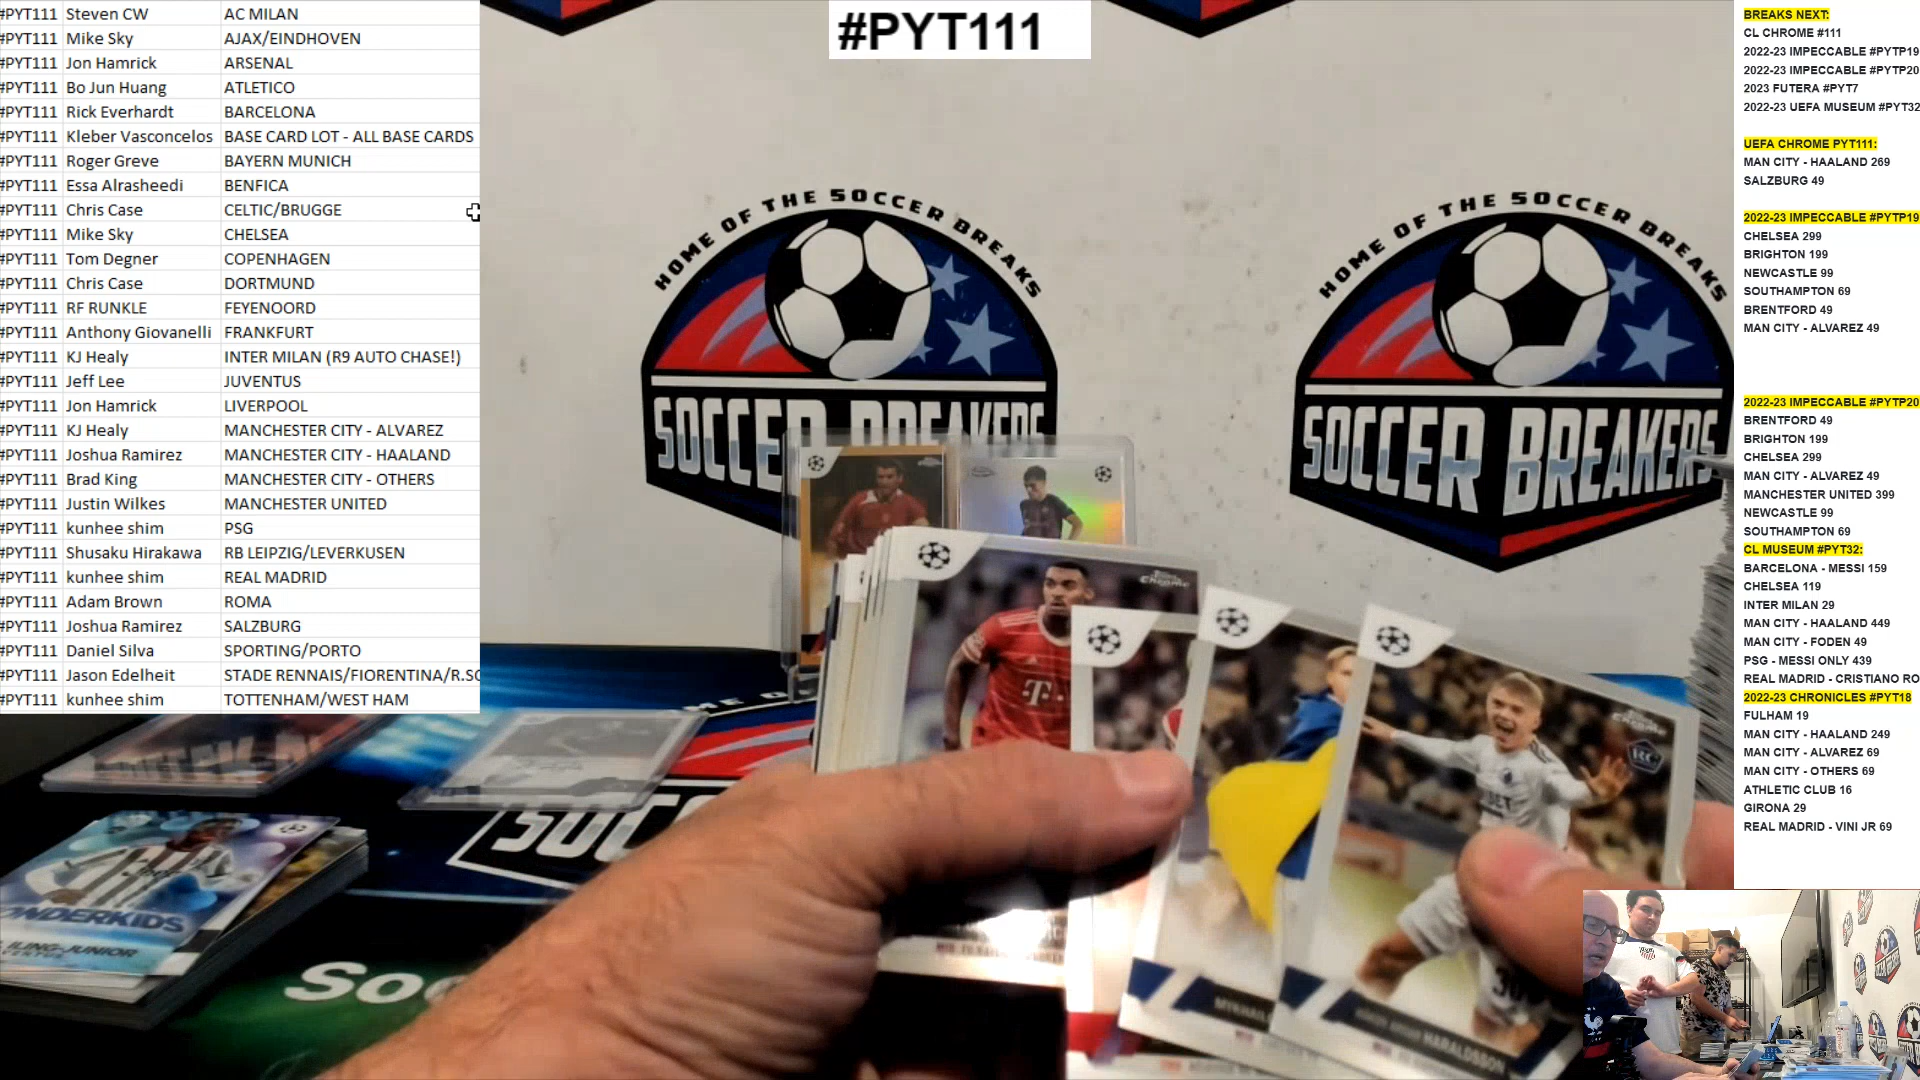 #PYT111 Steven CW AC MILAN
#PYT111 Mike Sky AJAX/EINDHOVEN
#PYT111 Jon Hamrick ARSENAL
#PYT111 Bo Jun Huang ATLETICO
#PYT111 Rick Everhardt BARCELONA
#PYT111 Kleber Vasconcelos BASE CARD LOT - ALL BASE CARDS
#PYT111 Roger Greve BAYERN MUNICH
#PYT111 Essa Alrasheedi BENFICA
#PYT111 Chris Case CELTIC/BRUGGE
#PYT111 Mike Sky CHELSEA
#PYT111 Tom Degner COPENHAGEN
#PYT111 Chris Case DORTMUND
#PYT111 RF RUNKLE FEYENOORD
#PYT111 Anthony Giovanelli FRANKFURT
#PYT111 KJ Healy INTER MILAN (R9 AUTO CHASE!)
#PYT111 Jeff Lee JUVENTUS
#PYT111 Jon Hamrick LIVERPOOL
#PYT111 KJ Healy MANCHESTER CITY - ALVAREZ
#PYT111 Joshua Ramirez MANCHESTER CITY - HAALAND
#PYT111 Brad King MANCHESTER CITY - OTHERS
#PYT111 Justin Wilkes MANCHESTER UNITED
#PYT111 kunhee shim PSG
#PYT111 Shusaku Hirakawa RB LEIPZIG/LEVERKUSEN
#PYT111 kunhee shim REAL MADRID
#PYT111 Adam Brown ROMA
#PYT111 Joshua Ramirez SALZBURG
#PYT111 Daniel Silva SPORTING/PORTO
#PYT111 Jason Edelheit STADE RENNAIS/FIORENTINA/R.SO
#PYT111 kunhee shim TOTTENHAM/WEST HAM
#PYT111
HOME OF THE SOCCER BREAKS
SOCCER BREAKERS
HOME OF THE SOCCER BREAKS
SOCCER BREAKERS
Topps Chrome
Topps Chrome
RC
HARALDSSON
ONDERKIDS
ILING-JUNIOR
BREAKS NEXT:
CL CHROME #111
2022-23 IMPECCABLE #PYTP19
2022-23 IMPECCABLE #PYTP20
2023 FUTERA #PYT7
2022-23 UEFA MUSEUM #PYT32
UEFA CHROME PYT111:
MAN CITY - HAALAND 269
SALZBURG 49
2022-23 IMPECCABLE #PYTP19
CHELSEA 299
BRIGHTON 199
NEWCASTLE 99
SOUTHAMPTON 69
BRENTFORD 49
MAN CITY - ALVAREZ 49
2022-23 IMPECCABLE #PYTP20
BRENTFORD 49
BRIGHTON 199
CHELSEA 299
MAN CITY - ALVAREZ 49
MANCHESTER UNITED 399
NEWCASTLE 99
SOUTHAMPTON 69
CL MUSEUM #PYT32:
BARCELONA - MESSI 159
CHELSEA 119
INTER MILAN 29
MAN CITY - HAALAND 449
MAN CITY - FODEN 49
PSG - MESSI ONLY 439
REAL MADRID - CRISTIANO RO
2022-23 CHRONICLES #PYT18
FULHAM 19
MAN CITY - HAALAND 249
MAN CITY - ALVAREZ 69
MAN CITY - OTHERS 69
ATHLETIC CLUB 16
GIRONA 29
REAL MADRID - VINI JR 69